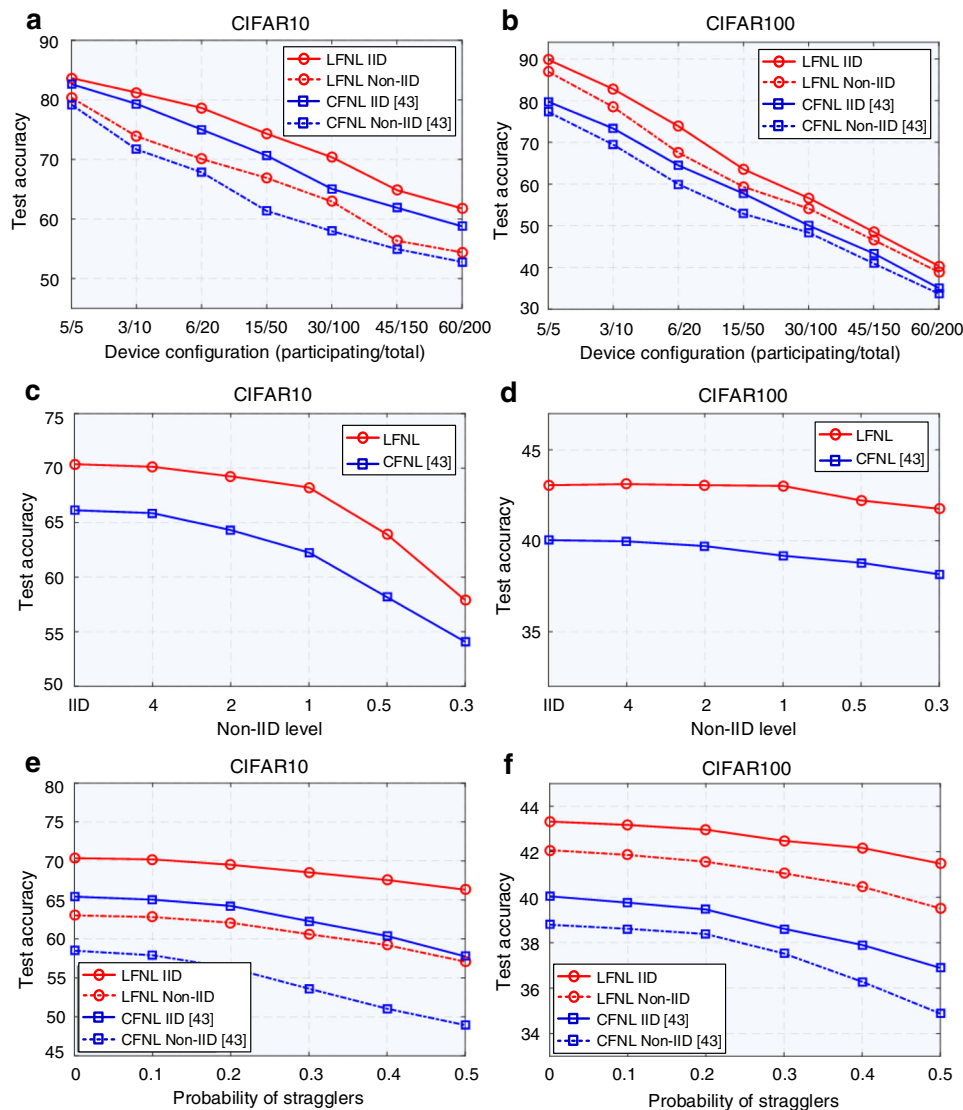 a
CIFAR10
90
80
70
60
50
Test accuracy
LFNL IID
LFNL Non-IID
CFNL IID [43]
CFNL Non-IID [43]
5/5 3/10 6/20 15/50 30/100 45/150 60/200
Device configuration (participating/total)
b
CIFAR100
90
80
70
60
50
40
30
Test accuracy
LFNL IID
LFNL Non-IID
CFNL IID [43]
CFNL Non-IID [43]
5/5 3/10 6/20 15/50 30/100 45/150 60/200
Device configuration (participating/total)
c
CIFAR10
75
70
65
60
55
50
Test accuracy
LFNL
CFNL [43]
IID 4 2 1 0.5 0.3
Non-IID level
d
CIFAR100
45
40
35
Test accuracy
LFNL
CFNL [43]
IID 4 2 1 0.5 0.3
Non-IID level
e
CIFAR10
80
75
70
65
60
55
50
45
Test accuracy
LFNL IID
LFNL Non-IID
CFNL IID [43]
CFNL Non-IID [43]
0 0.1 0.2 0.3 0.4 0.5
Probability of stragglers
f
CIFAR100
44
42
40
38
36
34
33
Test accuracy
LFNL IID
LFNL Non-IID
CFNL IID [43]
CFNL Non-IID [43]
0 0.1 0.2 0.3 0.4 0.5
Probability of stragglers